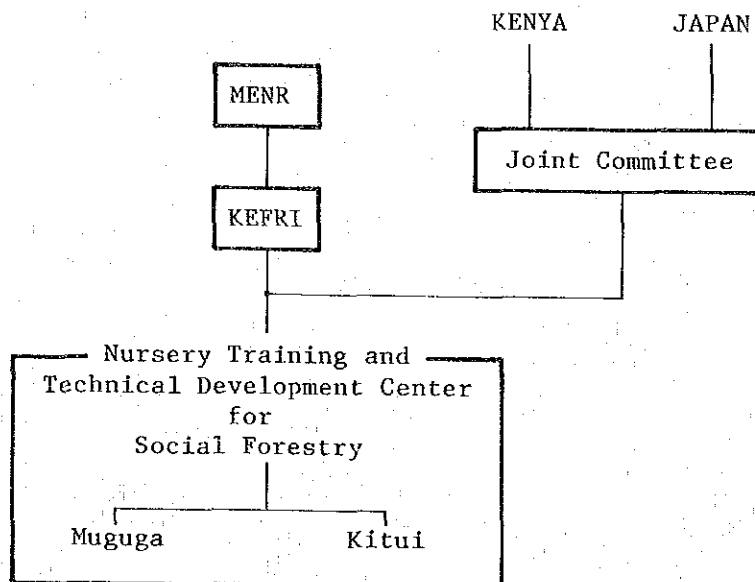 KENYA JAPAN
MENR
Joint Committee
KEFRI
Nursery Training and
Technical Development Center
for
Social Forestry
Muguga Kitui